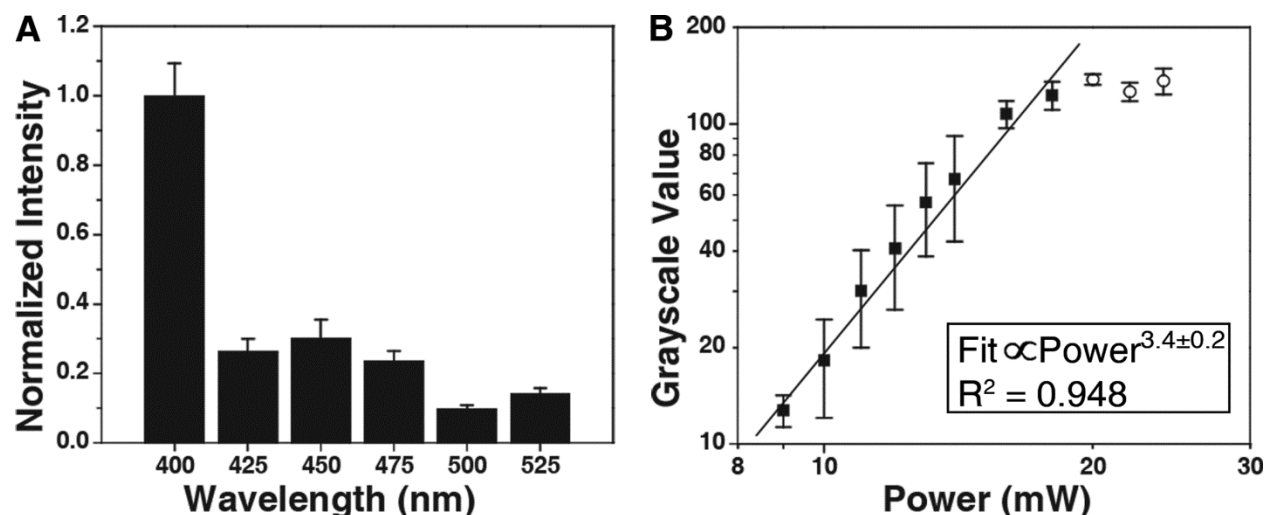 A
Normalized Intensity
1.2
1.0
0.8
0.6
0.4
0.2
0.0
400 425 450 475 500 525
Wavelength (nm)
B
Grayscale Value
200
100
80
60
40
20
10
8 10 20 30
Power (mW)
Fit∝Power^3.4±0.2
R² = 0.948